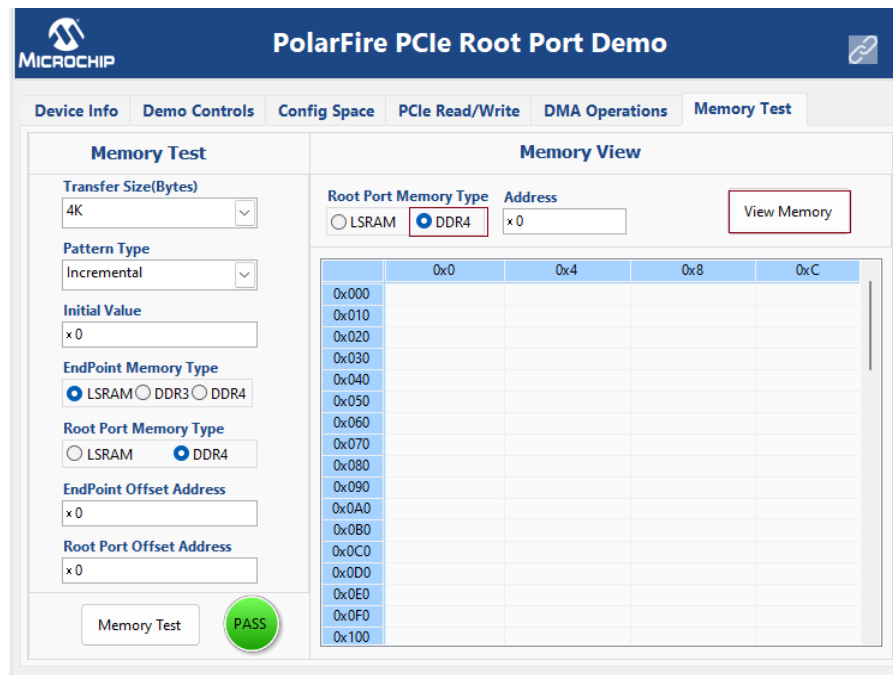 MICROCHIP
PolarFire PCIe Root Port Demo
Device Info Demo Controls Config Space PCIe Read/Write DMA Operations Memory Test
Memory Test
Transfer Size(Bytes)
4K
Pattern Type
Incremental
Initial Value
x 0
EndPoint Memory Type
LSRAM DDR3 DDR4
Root Port Memory Type
LSRAM DDR4
EndPoint Offset Address
x 0
Root Port Offset Address
x 0
Memory Test PASS
Memory View
Root Port Memory Type Address
LSRAM DDR4 x 0 View Memory
0x0 0x4 0x8 0xC
0x000
0x010
0x020
0x030
0x040
0x050
0x060
0x070
0x080
0x090
0x0A0
0x0B0
0x0C0
0x0D0
0x0E0
0x0F0
0x100